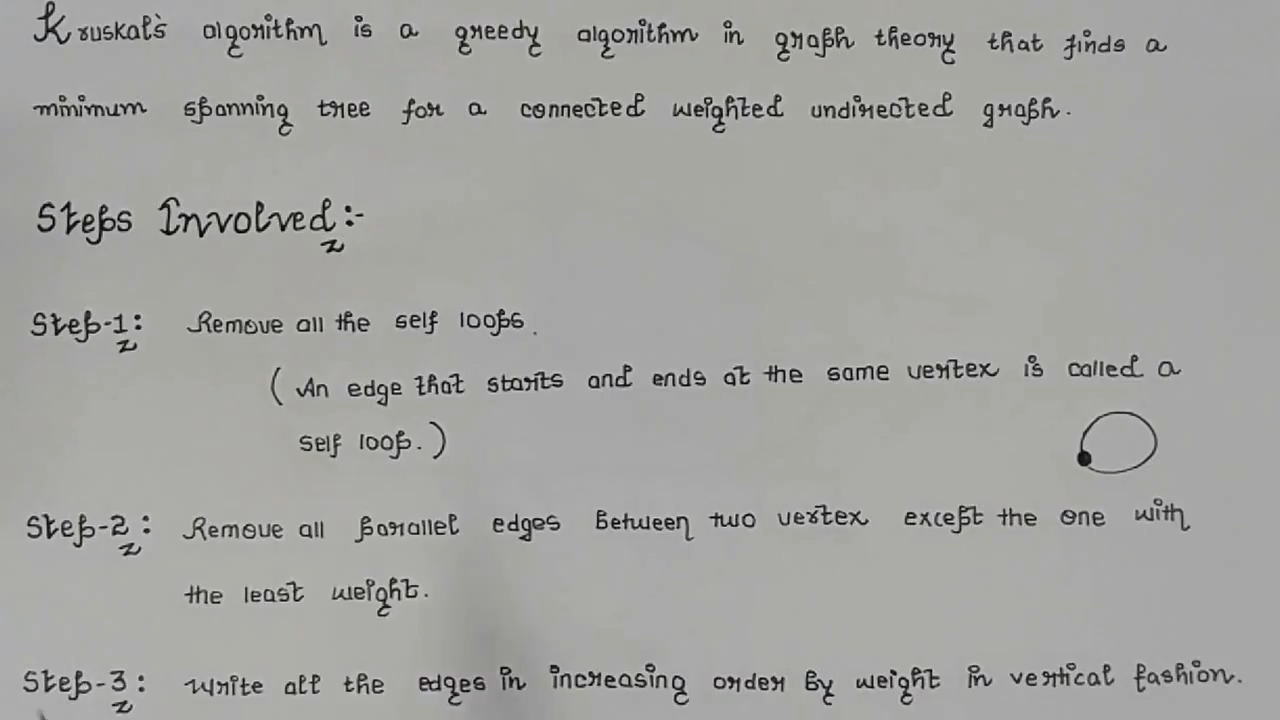 Kruskal's algorithm is a greedy algorithm in graph theory that finds a
minimum spanning tree for a connected weighted undirected graph.
Steps Involved:-
Step-1: Remove all the self loops.
(An edge that starts and ends at the same vertex is called a
self loop.)
Step-2: Remove all parallel edges between two vertex except the one with
the least weight.
Step-3: Write all the edges in increasing order by weight in vertical fashion.